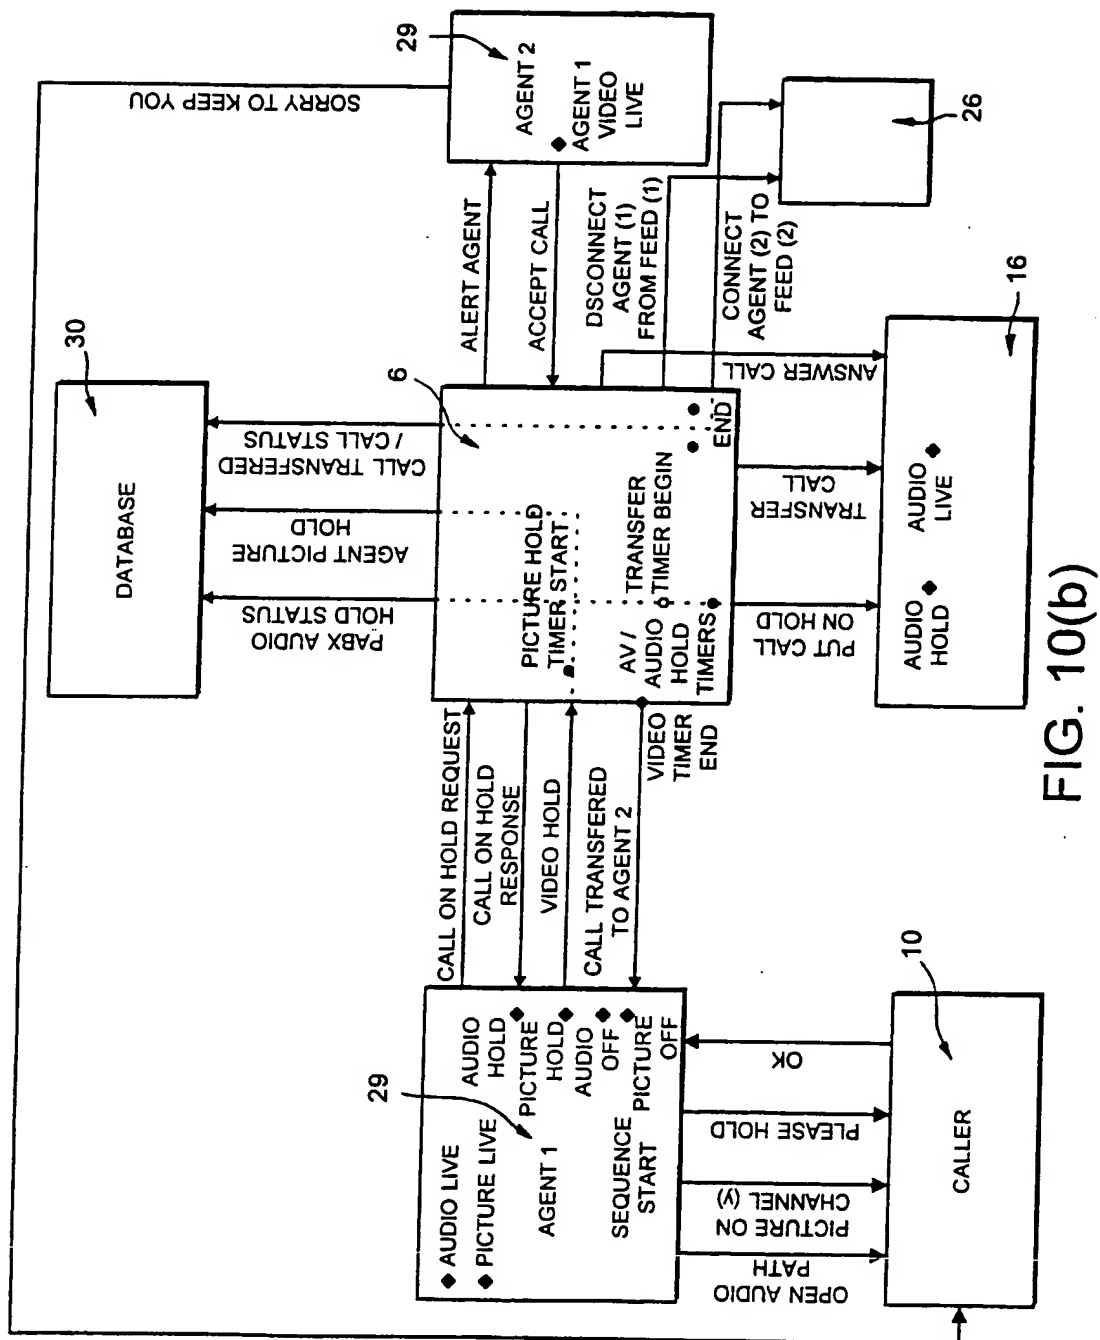 30
DATABASE
PABX AUDIO
HOLD STATUS
AGENT PICTURE
HOLD
CALL TRANSFERED
/ CALL STATUS
29
AUDIO LIVE
PICTURE LIVE
AGENT 1
SEQUENCE
START
AUDIO
HOLD
PICTURE
HOLD
AUDIO
OFF
PICTURE
OFF
CALL ON HOLD REQUEST
CALL ON HOLD
RESPONSE
VIDEO HOLD
CALL TRANSFERED
TO AGENT 2
6
PICTURE HOLD
TIMER START
TRANSFER
TIMER BEGIN
AV /
AUDIO
HOLD
TIMERS
END
VIDEO
TIMER
END
ALERT AGENT
ACCEPT CALL
DSCONNECT
AGENT (1)
FROM FEED (1)
CONNECT
AGENT (2) TO
FEED (2)
29
AGENT 2
AGENT 1
VIDEO
LIVE
SORRY TO KEEP YOU
26
OPEN AUDIO
PATH
PICTURE ON
CHANNEL (y)
PLEASE HOLD
OK
10
CALLER
PUT CALL
ON HOLD
TRANSFER
CALL
ANSWER CALL
16
AUDIO
HOLD
AUDIO
LIVE
FIG. 10(b)